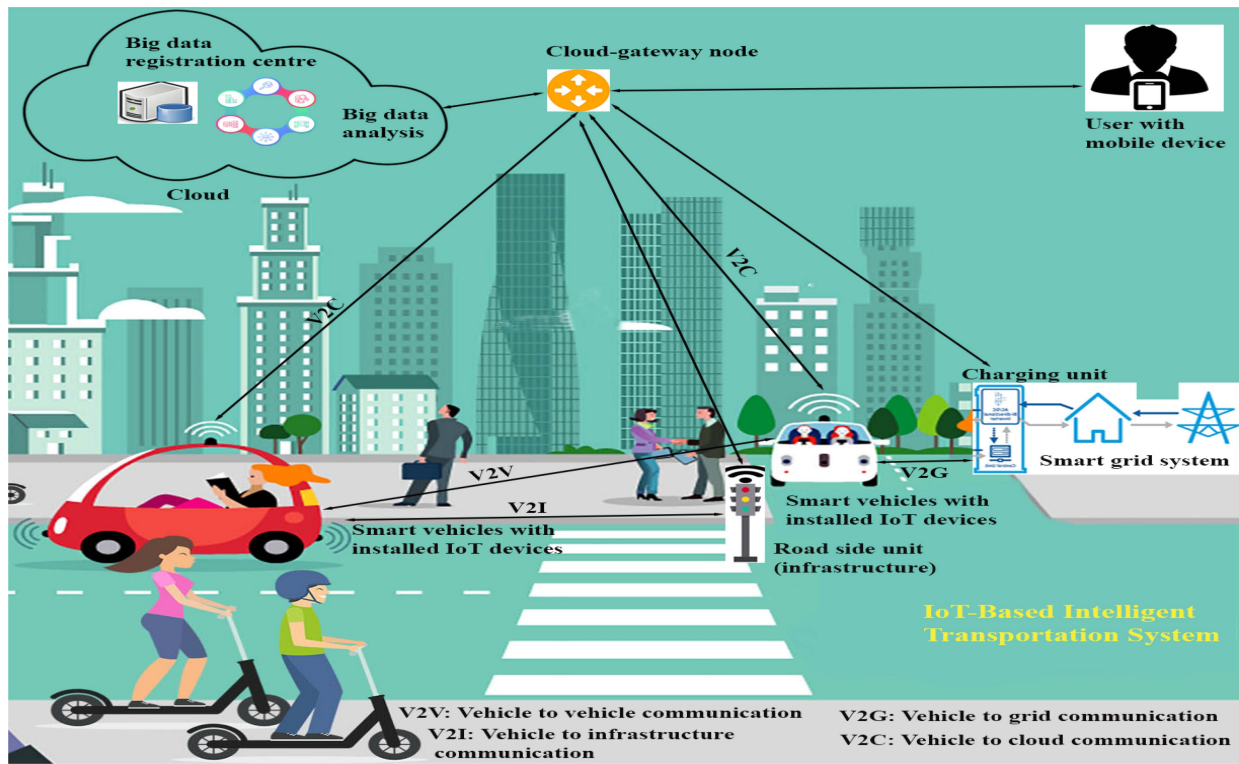 Big data
registration centre
Big data
analysis
Cloud
Cloud-gateway node
User with
mobile device
V2C
V2C
Charging unit
Smart grid system
V2V
V2I
V2G
Smart vehicles with
installed IoT devices
Smart vehicles with
installed IoT devices
Road side unit
(infrastructure)
IoT-Based Intelligent
Transportation System
V2V: Vehicle to vehicle communication
V2I: Vehicle to infrastructure
communication
V2G: Vehicle to grid communication
V2C: Vehicle to cloud communication